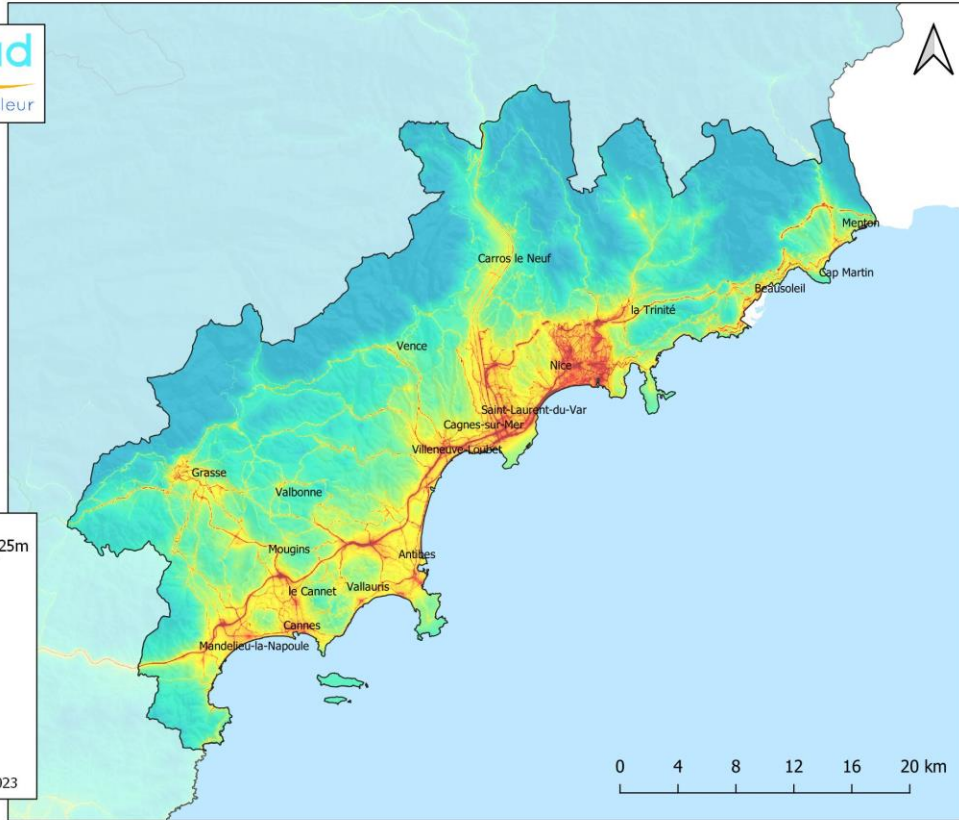 ud
leur
Menton
Carros le Neuf
Cap Martin
Beausoleil
la Trinité
Vence
Nice
Saint-Laurent-du-Var
Cagnes-sur-Mer
Villeneuve-Loubet
Grasse
Valbonne
25m
Mougins
Antibes
le Cannet
Vallauris
Cannes
Mandelieu-la-Napoule
0 4 8 12 16 20 km
023